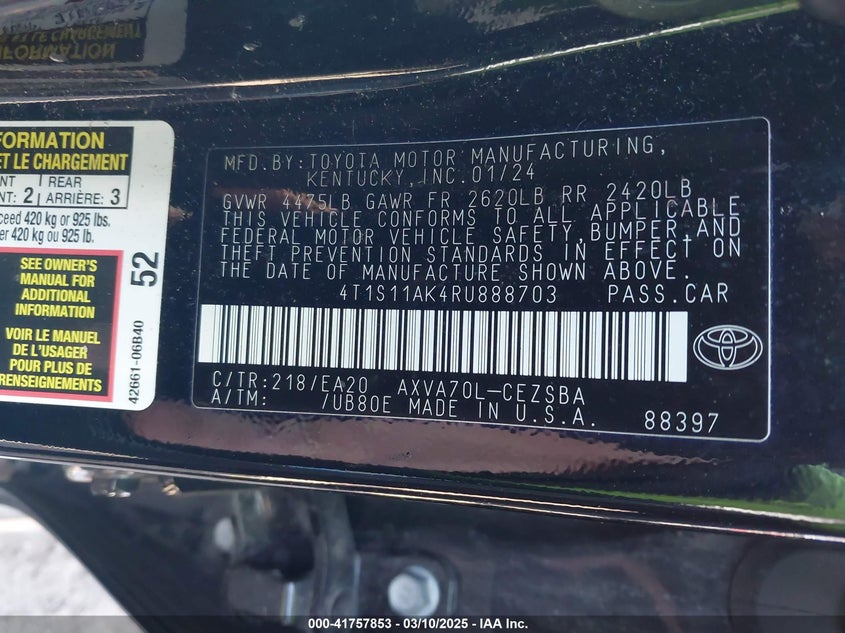 FORMATION
ET LE CHARGEMENT
NT 2 REAR
NT: ARRIÈRE: 3
ceed 420 kg or 925 lbs.
er 420 kg ou 925 lb.
SEE OWNER'S
MANUAL FOR
ADDITIONAL
INFORMATION
VOIR LE MANUEL
DE L'USAGER
POUR PLUS DE
RENSEIGNEMENTS
52
42661-06B40
MFD.BY:TOYOTA MOTOR MANUFACTURING,
KENTUCKY,INC.01/24
GVWR 4475LB GAWR FR 2620LB RR 2420LB
THIS VEHICLE CONFORMS TO ALL APPLICABLE
FEDERAL MOTOR VEHICLE SAFETY,BUMPER,AND
THEFT PREVENTION STANDARDS IN EFFECT ON
THE DATE OF MANUFACTURE SHOWN ABOVE.
4T1S11AK4RU888703 PASS.CAR
C/TR:218/EA20 AXVA70L-CEZSBA
A/TM: /UB80E MADE IN U.S.A.
88397
000-41757853 — 03/10/2025 — IAA Inc.